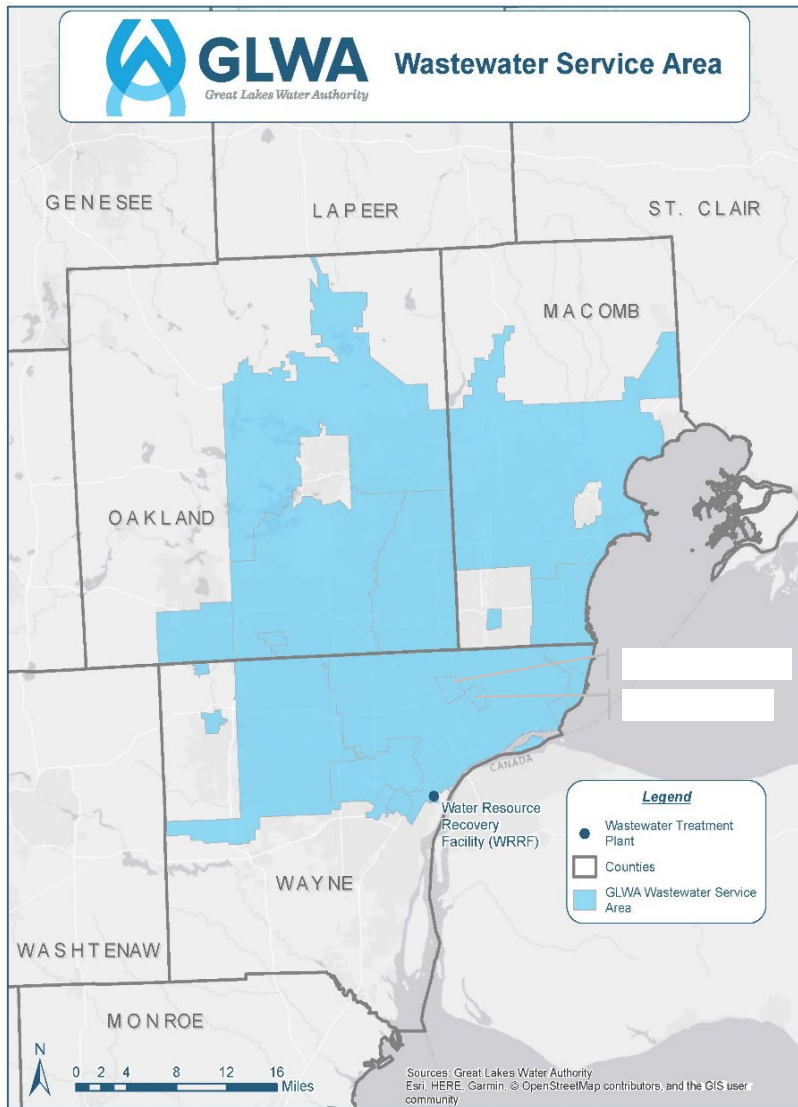 GLWA
Great Lakes Water Authority
Wastewater Service Area
GENESEE
LAPEER
ST. CLAIR
MACOMB
OAKLAND
CANADA
Water Resource
Recovery
Facility (WRRF)
WAYNE
WASHTENAW
MONROE
Legend
Wastewater Treatment
Plant
Counties
GLWA Wastewater Service
Area
N
0 2 4 8 12 16
Miles
Sources: Great Lakes Water Authority
Esri, HERE, Garmin, © OpenStreetMap contributors, and the GIS user
community